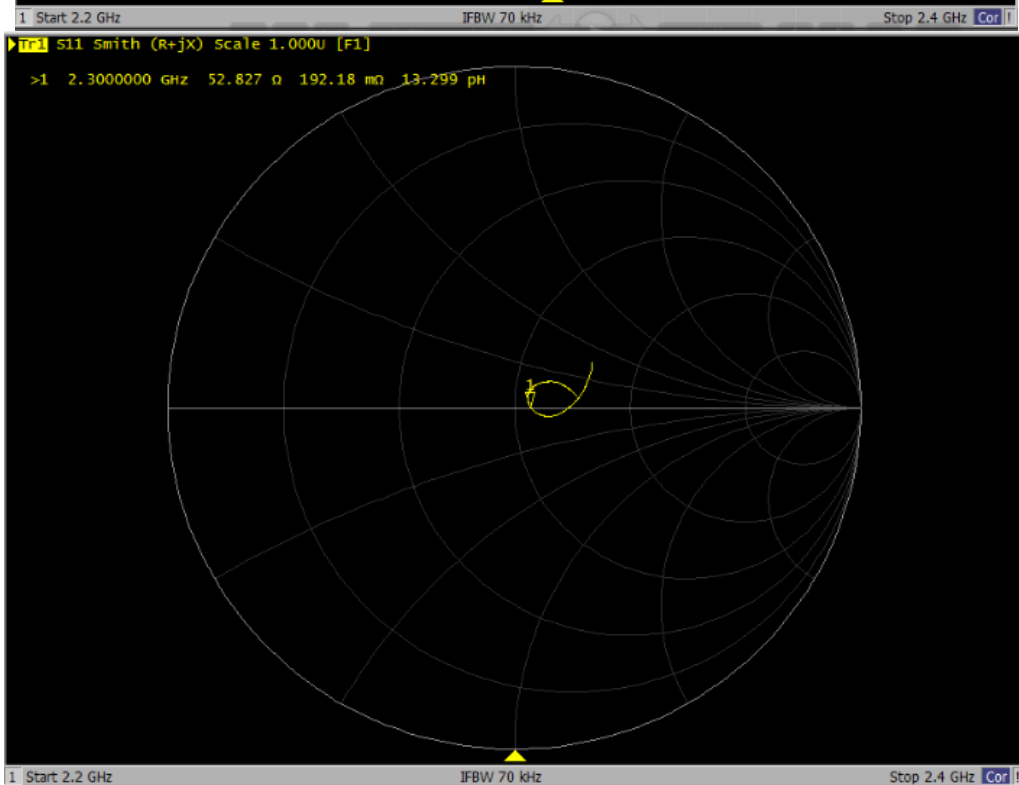 1 Start 2.2 GHz IFBW 70 kHz Stop 2.4 GHz Cor !
Tr1 S11 Smith (R+jX) Scale 1.000U [F1]
>1 2.3000000 GHz 52.827 Ω 192.18 mΩ 13.299 pH
1
1 Start 2.2 GHz IFBW 70 kHz Stop 2.4 GHz Cor !